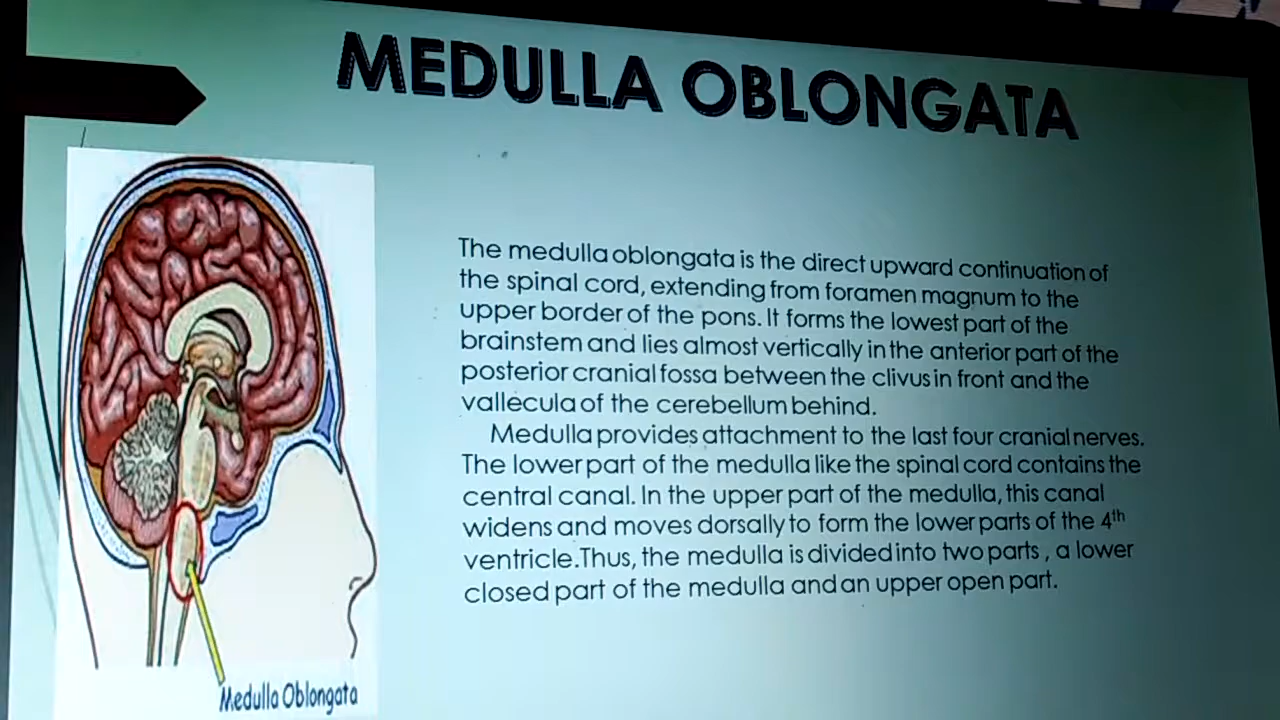 MEDULLA OBLONGATA
The medulla oblongata is the direct upward continuation of
the spinal cord, extending from foramen magnum to the
upper border of the pons. It forms the lowest part of the
brainstem and lies almost vertically in the anterior part of the
posterior cranial fossa between the clivus in front and the
vallecula of the cerebellum behind.
Medulla provides attachment to the last four cranial nerves.
The lower part of the medulla like the spinal cord contains the
central canal. In the upper part of the medulla, this canal
widens and moves dorsally to form the lower parts of the 4th
ventricle. Thus, the medulla is divided into two parts , a lower
closed part of the medulla and an upper open part.
Medulla Oblongata